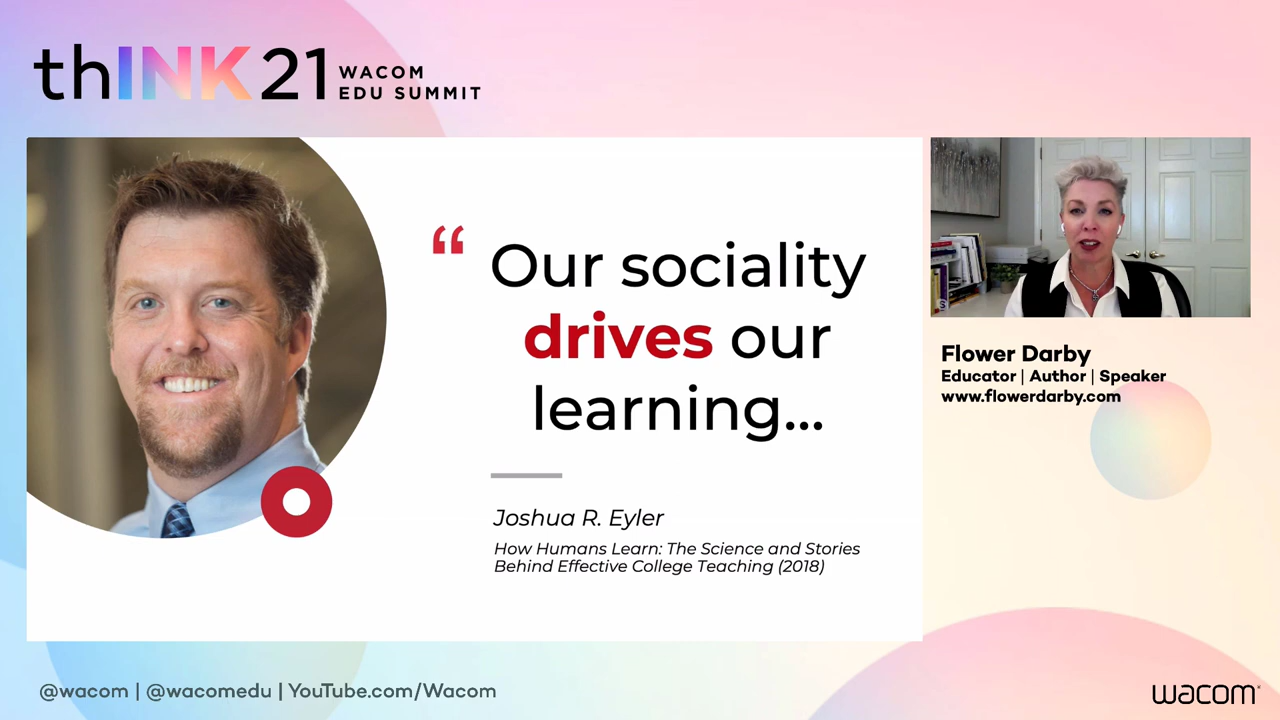 thINK21 WACOM
EDU SUMMIT
“ Our sociality
drives our
learning...
Joshua R. Eyler
How Humans Learn: The Science and Stories
Behind Effective College Teaching (2018)
Flower Darby
Educator | Author | Speaker
www.flowerdarby.com
@wacom | @wacomedu | YouTube.com/Wacom
wacom